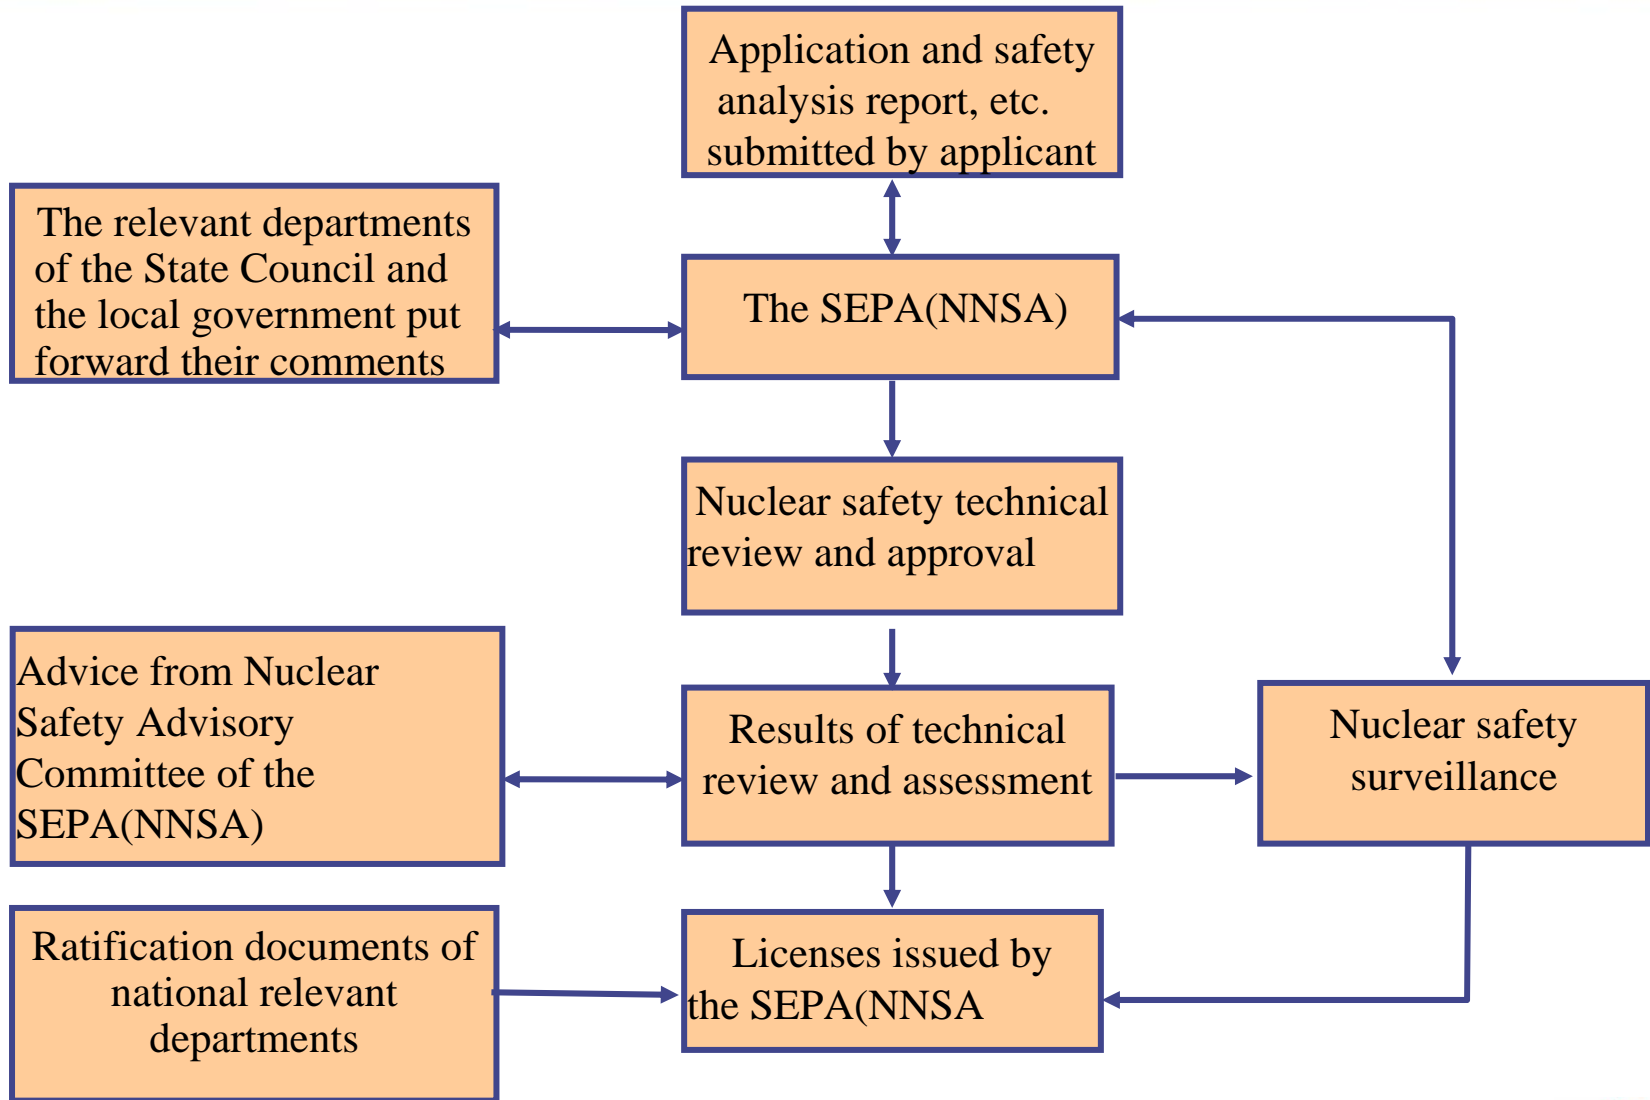 Application and safety
analysis report, etc.
submitted by applicant
The relevant departments
of the State Council and
the local government put
forward their comments
The SEPA(NNSA)
Nuclear safety technical
review and approval
Advice from Nuclear
Safety Advisory
Committee of the
SEPA(NNSA)
Results of technical
review and assessment
Nuclear safety
surveillance
Ratification documents of
national relevant
departments
Licenses issued by
the SEPA(NNSA